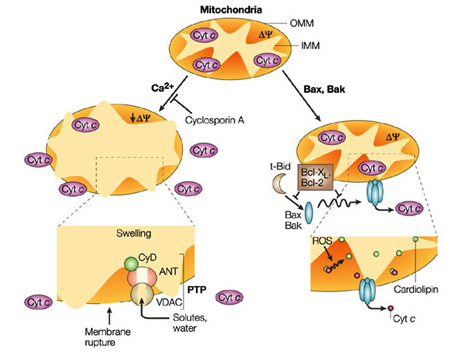 Mitochondria
OMM
ΔΨ
Cyt c
IMM
Cyt c
Cyt c
Ca2+
Bax, Bak
Cyclosporin A
↓ΔΨ
Cyt c
Cyt c
Cyt c
Cyt c
Cyt c
Cyt c
ΔΨ
Cyt c
t-Bid
Bcl-XL
Bcl-2
Bax
Bak
Cyt c
Swelling
CyD
ANT
VDAC
PTP
Cyt c
Cyt c
Solutes,
water
Membrane
rupture
ROS
Cardiolipin
Cyt c